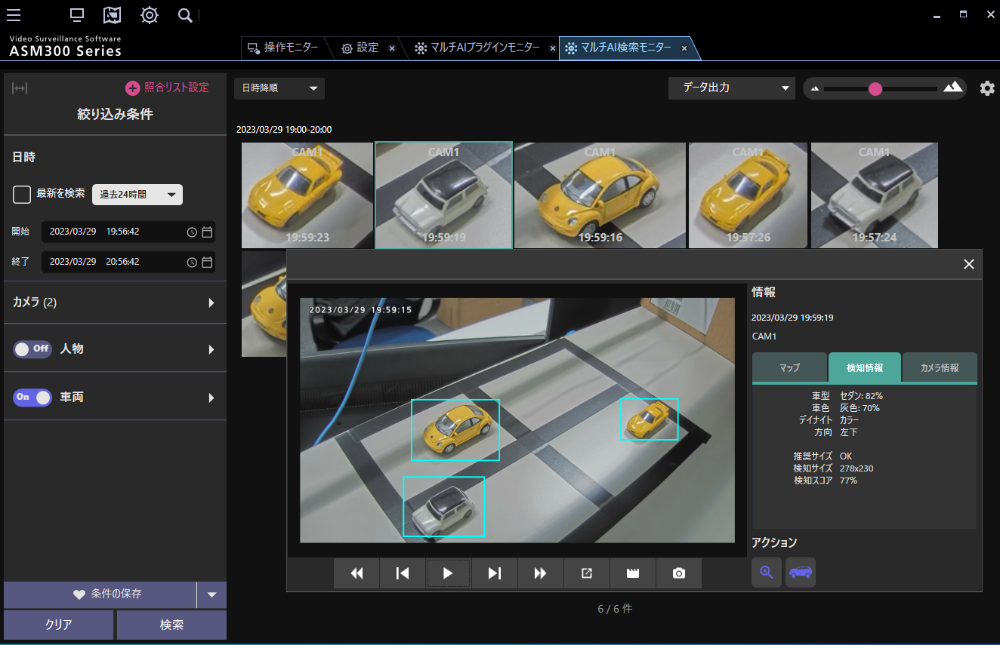 Video Surveillance Software
ASM300 Series
操作モニター
設定
マルチAIプラグインモニター
マルチAI検索モニター
照合リスト設定
絞り込み条件
日時
最新を検索
過去24時間
開始 2023/03/29 19:56:42
終了 2023/03/29 20:56:42
カメラ (2)
Off 人物
On 車両
条件の保存
クリア
検索
日時降順
データ出力
2023/03/29 19:00-20:00
CAM1
19:59:23
CAM1
19:59:19
CAM1
19:59:16
CAM1
19:57:26
CAM1
19:57:24
2023/03/29 19:59:15
情報
2023/03/29 19:59:19
CAM1
マップ
検知情報
カメラ情報
車型 セダン: 82%
車色 灰色: 70%
デイナイト カラー
方向 左下
推奨サイズ OK
検知サイズ 278x230
検知スコア 77%
アクション
6 / 6 件